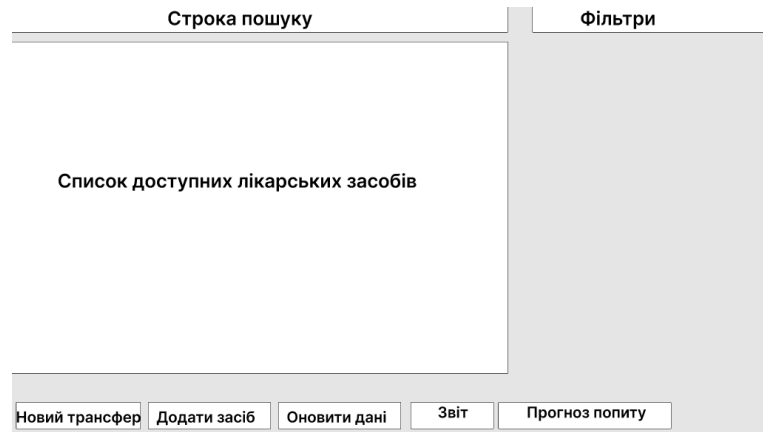 Строка пошуку
Фільтри
Список доступних лікарських засобів
Новий трансфер
Додати засіб
Оновити дані
Звіт
Прогноз попиту